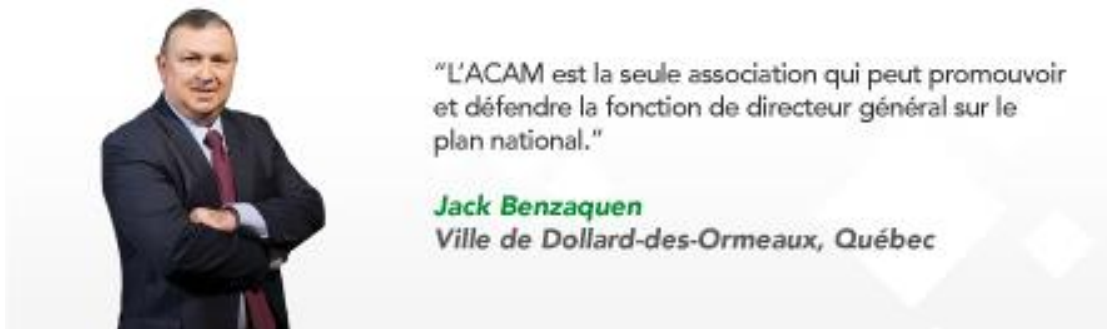 “L’ACAM est la seule association qui peut promouvoir
et défendre la fonction de directeur général sur le
plan national.”
Jack Benzaquen
Ville de Dollard-des-Ormeaux, Québec